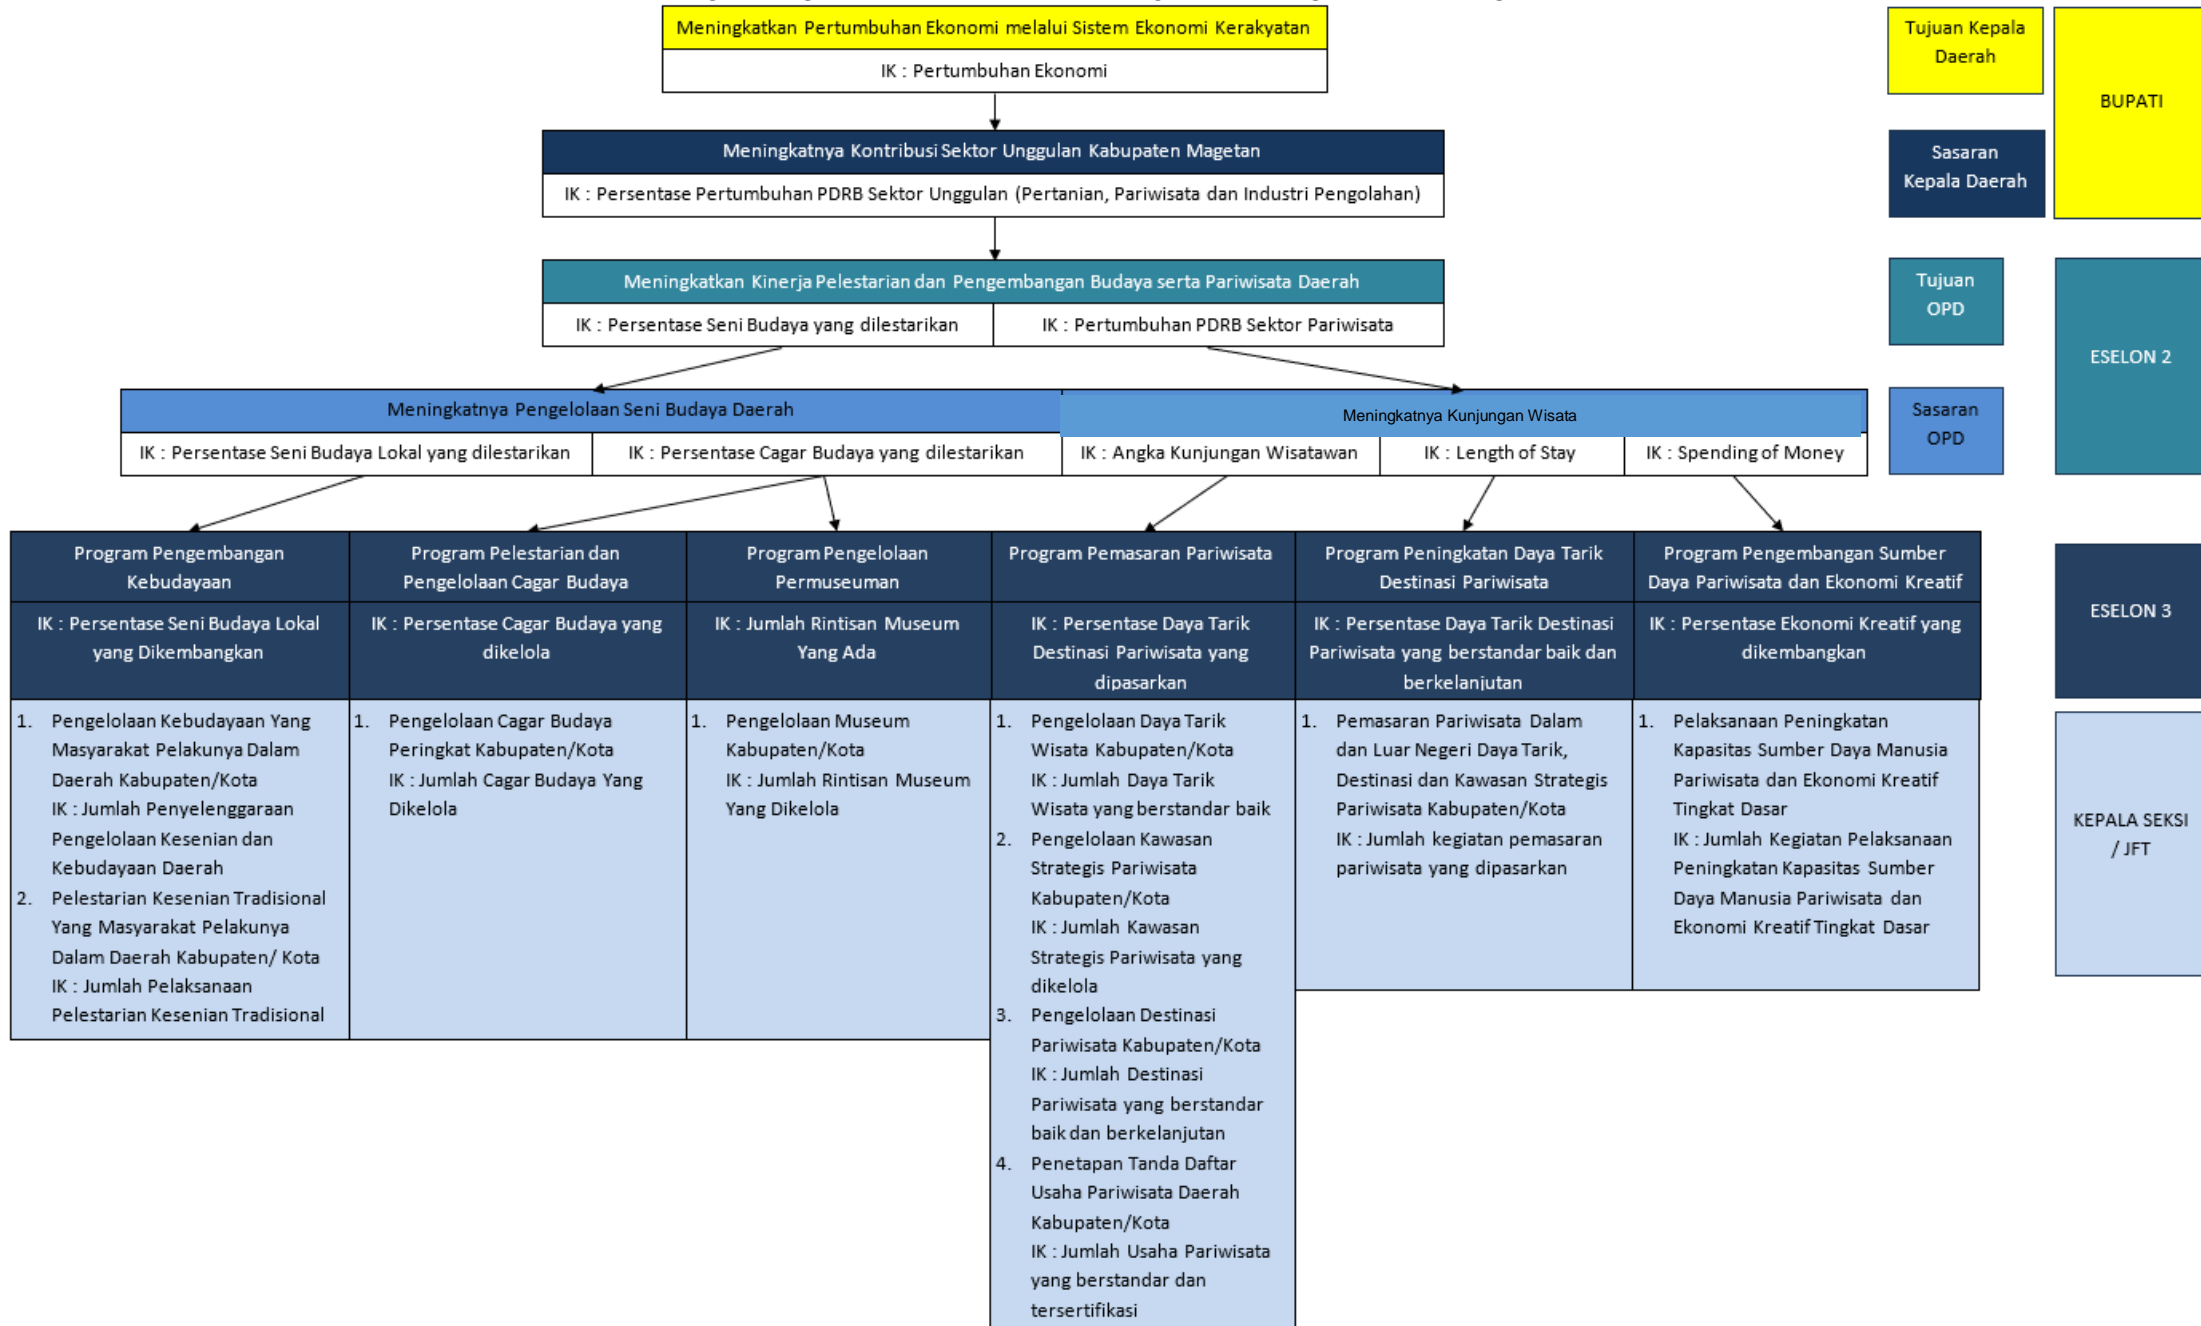 Meningkatkan Pertumbuhan Ekonomi melalui Sistem Ekonomi Kerakyatan
IK : Pertumbuhan Ekonomi
Tujuan Kepala
Daerah
BUPATI
Meningkatnya Kontribusi Sektor Unggulan Kabupaten Magetan
IK : Persentase Pertumbuhan PDRB Sektor Unggulan (Pertanian, Pariwisata dan Industri Pengolahan)
Sasaran
Kepala Daerah
Meningkatkan Kinerja Pelestarian dan Pengembangan Budaya serta Pariwisata Daerah
IK : Persentase Seni Budaya yang dilestarikan
IK : Pertumbuhan PDRB Sektor Pariwisata
Tujuan
OPD
ESELON 2
Meningkatnya Pengelolaan Seni Budaya Daerah
Meningkatnya Kunjungan Wisata
IK : Persentase Seni Budaya Lokal yang dilestarikan
IK : Persentase Cagar Budaya yang dilestarikan
IK : Angka Kunjungan Wisatawan
IK : Length of Stay
IK : Spending of Money
Sasaran
OPD
Program Pengembangan
Kebudayaan
IK : Persentase Seni Budaya Lokal
yang Dikembangkan
Program Pelestarian dan
Pengelolaan Cagar Budaya
IK : Persentase Cagar Budaya yang
dikelola
Program Pengelolaan
Permuseuman
IK : Jumlah Rintisan Museum
Yang Ada
Program Pemasaran Pariwisata
IK : Persentase Daya Tarik
Destinasi Pariwisata yang
dipasarkan
Program Peningkatan Daya Tarik
Destinasi Pariwisata
IK : Persentase Daya Tarik Destinasi
Pariwisata yang berstandar baik dan
berkelanjutan
Program Pengembangan Sumber
Daya Pariwisata dan Ekonomi Kreatif
IK : Persentase Ekonomi Kreatif yang
dikembangkan
ESELON 3
1. Pengelolaan Kebudayaan Yang
Masyarakat Pelakunya Dalam
Daerah Kabupaten/Kota
IK : Jumlah Penyelenggaraan
Pengelolaan Kesenian dan
Kebudayaan Daerah
2. Pelestarian Kesenian Tradisional
Yang Masyarakat Pelakunya
Dalam Daerah Kabupaten/ Kota
IK : Jumlah Pelaksanaan
Pelestarian Kesenian Tradisional
1. Pengelolaan Cagar Budaya
Peringkat Kabupaten/Kota
IK : Jumlah Cagar Budaya Yang
Dikelola
1. Pengelolaan Museum
Kabupaten/Kota
IK : Jumlah Rintisan Museum
Yang Dikelola
1. Pengelolaan Daya Tarik
Wisata Kabupaten/Kota
IK : Jumlah Daya Tarik
Wisata yang berstandar baik
2. Pengelolaan Kawasan
Strategis Pariwisata
Kabupaten/Kota
IK : Jumlah Kawasan
Strategis Pariwisata yang
dikelola
3. Pengelolaan Destinasi
Pariwisata Kabupaten/Kota
IK : Jumlah Destinasi
Pariwisata yang berstandar
baik dan berkelanjutan
4. Penetapan Tanda Daftar
Usaha Pariwisata Daerah
Kabupaten/Kota
IK : Jumlah Usaha Pariwisata
yang berstandar dan
tersertifikasi
1. Pemasaran Pariwisata Dalam
dan Luar Negeri Daya Tarik,
Destinasi dan Kawasan Strategis
Pariwisata Kabupaten/Kota
IK : Jumlah kegiatan pemasaran
pariwisata yang dipasarkan
1. Pelaksanaan Peningkatan
Kapasitas Sumber Daya Manusia
Pariwisata dan Ekonomi Kreatif
Tingkat Dasar
IK : Jumlah Kegiatan Pelaksanaan
Peningkatan Kapasitas Sumber
Daya Manusia Pariwisata dan
Ekonomi Kreatif Tingkat Dasar
KEPALA SEKSI
/ JFT